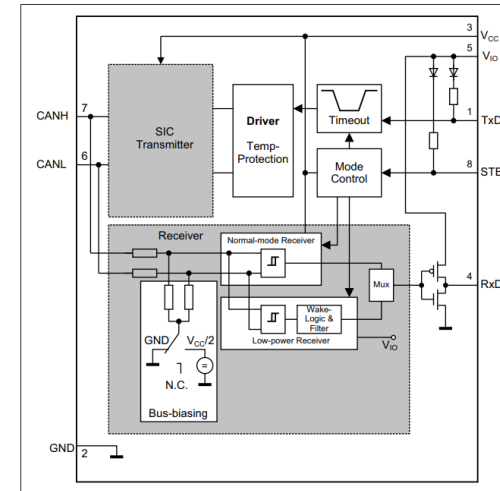 3
VCC
5
VIO
7
CANH
SIC
Transmitter
Driver
Temp-
Protection
Timeout
1
TxD
6
CANL
Mode
Control
8
STB
Receiver
Normal-mode Receiver
Mux
4
RxD
Wake-
Logic &
Filter
Low-power Receiver
VIO
GND
VCC/2
=
N.C.
Bus-biasing
GND
2